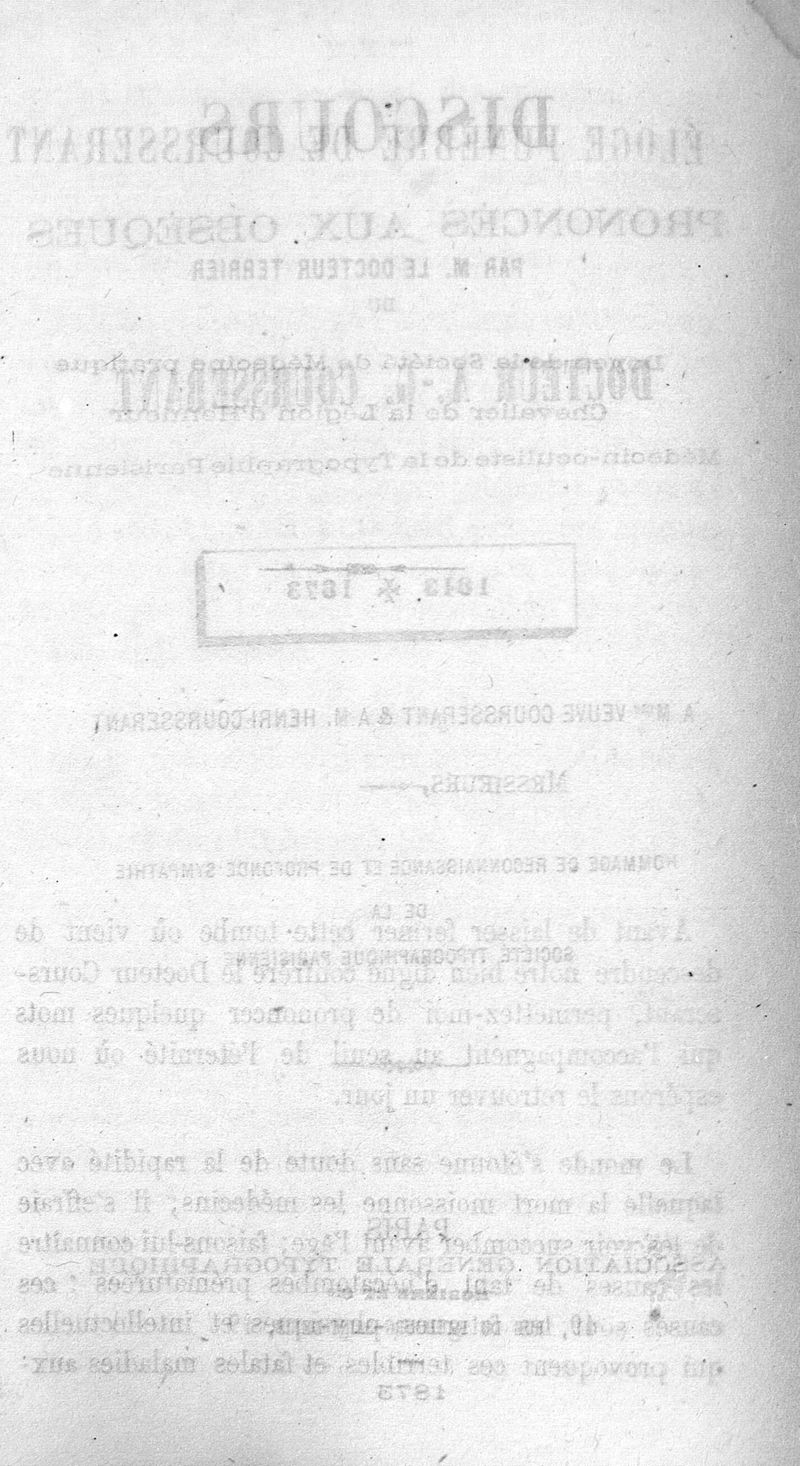 DISCOURS
ÉLOGE FUNÈBRE DE COURSSERANT
PRONONCÉS AUX OBSÈQUES
PAR M. LE DOCTEUR TERRIER
DU
Doyen de la Société de Médecine pratique
DOCTEUR A.-L. COURSSERANT
Chevalier de la Légion d'Honneur
Médecin-oculiste de la Typographie Parisienne
1813 1873
A Mme VEUVE COURSSERANT & A M. HENRI COURSSERANT
MESSIEURS,
HOMMAGE DE RECONNAISSANCE ET DE PROFONDE SYMPATHIE
DE LA
Avant de laisser fermer cette tombe où vient de
SOCIÉTÉ TYPOGRAPHIQUE PARISIENNE
descendre notre bien digne confrère le Docteur Cours-
serant, permettez-moi de prononcer quelques mots
qui l'accompagnent au seuil de l'éternité où nous
espérons le retrouver un jour.
Le monde s'étonne sans doute de la rapidité avec
laquelle la mort moissonne les médecins; il s'effraie
PARIS
de les voir succomber avant l'âge; faisons-lui connaître
ASSOCIATION GÉNÉRALE TYPOGRAPHIQUE
les causes de tant d'hécatombes prématurées : ces
causes sont les fatigues physiques et intellectuelles
qui provoquent ces terribles et fatales maladies aux
1873